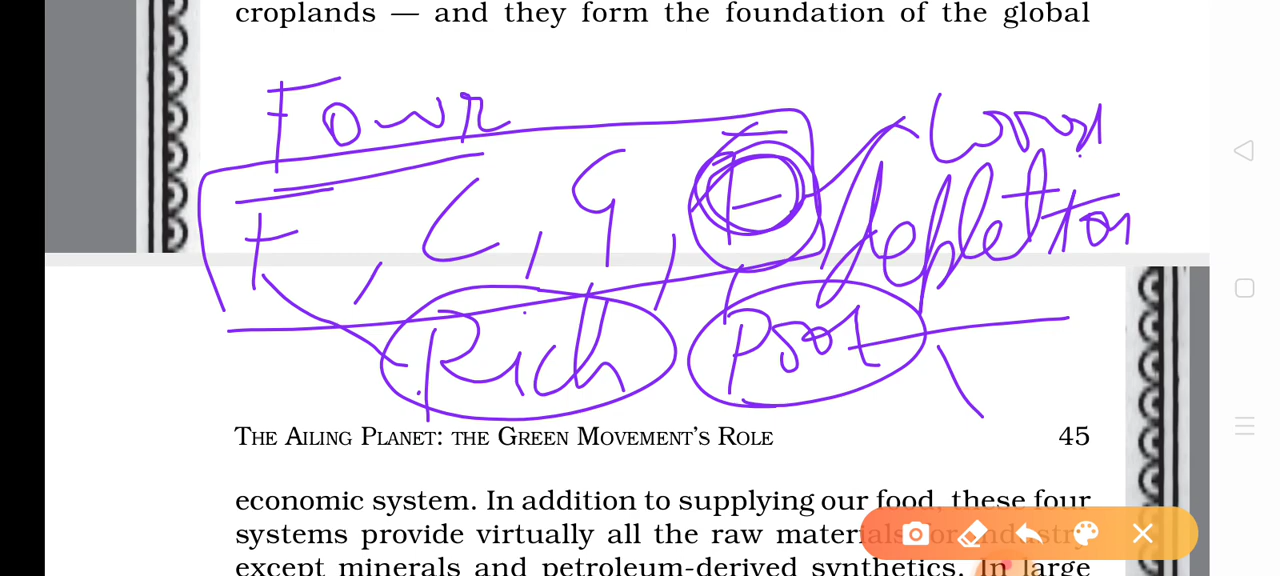 croplands — and they form the foundation of the global
Four
F, C, G, F
depletion
Rich Poor
THE AILING PLANET: THE GREEN MOVEMENT'S ROLE 45
economic system. In addition to supplying our food, these four
systems provide virtually all the raw materials for industry
except minerals and petroleum-derived synthetics. In large